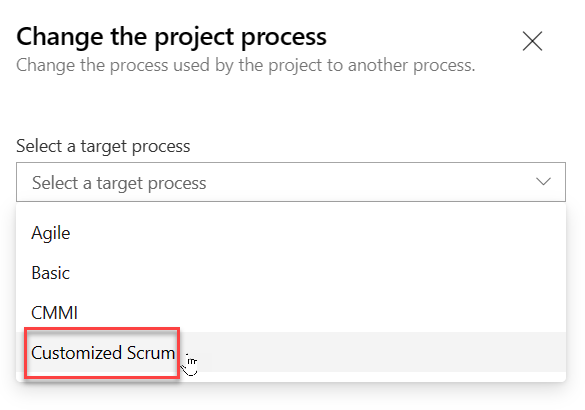 Change the project process
Change the process used by the project to another process.
Select a target process
Select a target process
Agile
Basic
CMMI
Customized Scrum